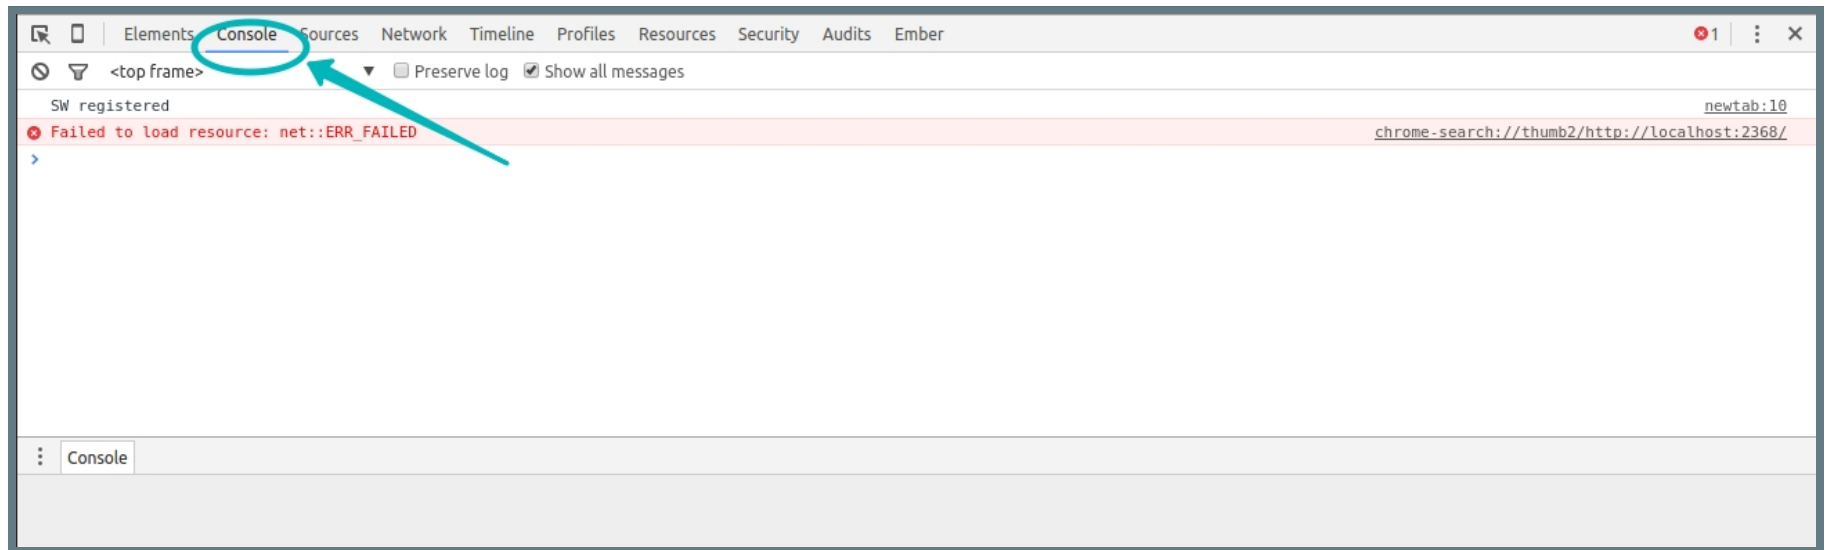 Elements Console Sources Network Timeline Profiles Resources Security Audits Ember 1
<top frame> Preserve log Show all messages
SW registered newtab:10
Failed to load resource: net::ERR_FAILED chrome-search://thumb2/http://localhost:2368/
Console